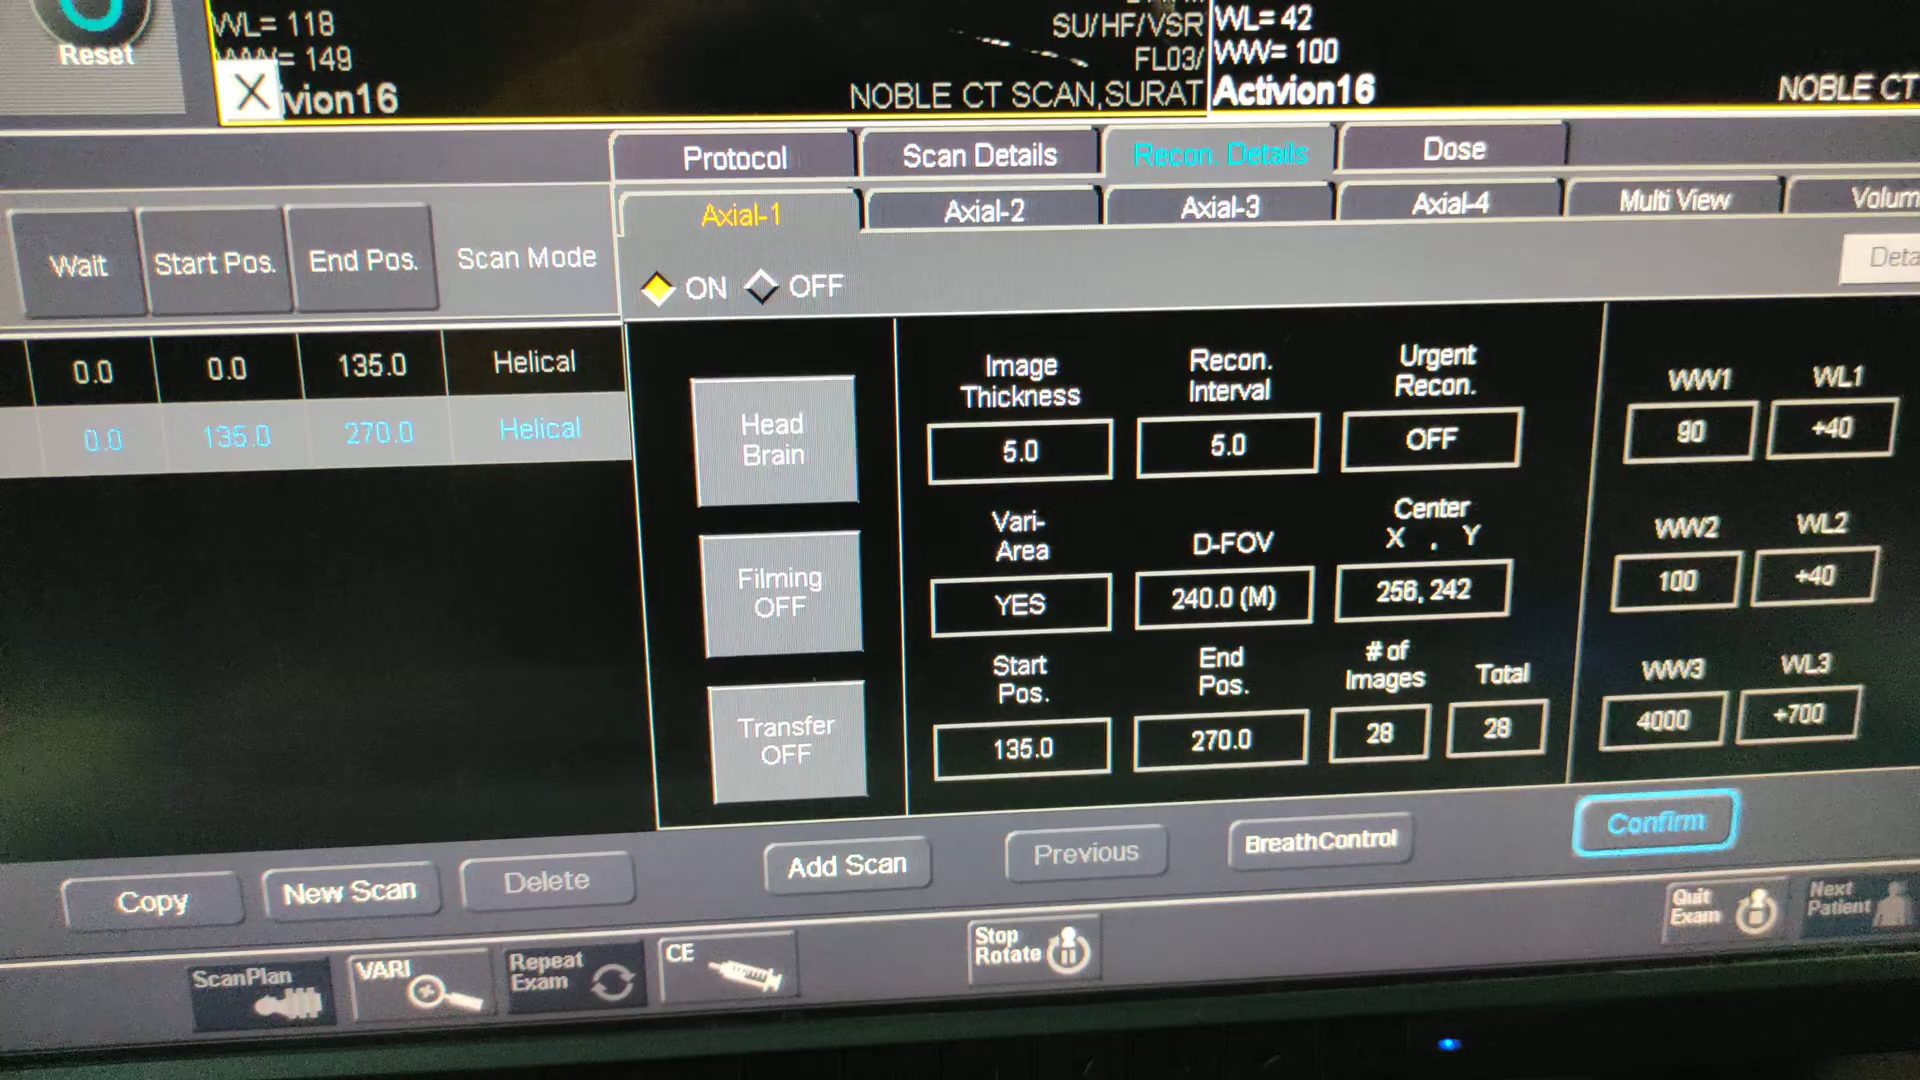 Reset
WL= 118
WW= 149
X
ivion16
SU/HF/VSR
FL03/
NOBLE CT SCAN,SURAT
WL= 42
WW= 100
Activion16
NOBLE CT
Protocol
Scan Details
Recon. Details
Dose
Axial-1
Axial-2
Axial-3
Axial-4
Multi View
Volum
Deta
ON OFF
Wait
Start Pos.
End Pos.
Scan Mode
0.0 0.0 135.0 Helical
0.0 135.0 270.0 Helical
Head
Brain
Filming
OFF
Transfer
OFF
Image
Thickness
5.0
Recon.
Interval
5.0
Urgent
Recon.
OFF
Vari-
Area
YES
D-FOV
240.0 (M)
Center
X , Y
256, 242
Start
Pos.
135.0
End
Pos.
270.0
# of
Images
28
Total
28
WW1
90
WL1
+40
WW2
100
WL2
+40
WW3
4000
WL3
+700
Copy
New Scan
Delete
Add Scan
Previous
BreathControl
Confirm
ScanPlan
VARI
Repeat
Exam
CE
Stop
Rotate
Quit
Exam
Next
Patient